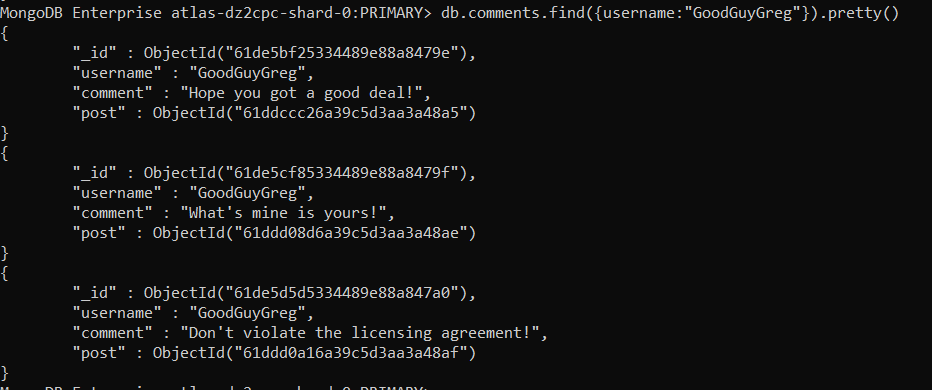 MongoDB Enterprise atlas-dz2cpc-shard-0:PRIMARY> db.comments.find({username:"GoodGuyGreg"}).pretty()
{
        "_id" : ObjectId("61de5bf25334489e88a8479e"),
        "username" : "GoodGuyGreg",
        "comment" : "Hope you got a good deal!",
        "post" : ObjectId("61ddccc26a39c5d3aa3a48a5")
}
{
        "_id" : ObjectId("61de5cf85334489e88a8479f"),
        "username" : "GoodGuyGreg",
        "comment" : "What's mine is yours!",
        "post" : ObjectId("61ddd08d6a39c5d3aa3a48ae")
}
{
        "_id" : ObjectId("61de5d5d5334489e88a847a0"),
        "username" : "GoodGuyGreg",
        "comment" : "Don't violate the licensing agreement!",
        "post" : ObjectId("61ddd0a16a39c5d3aa3a48af")
}